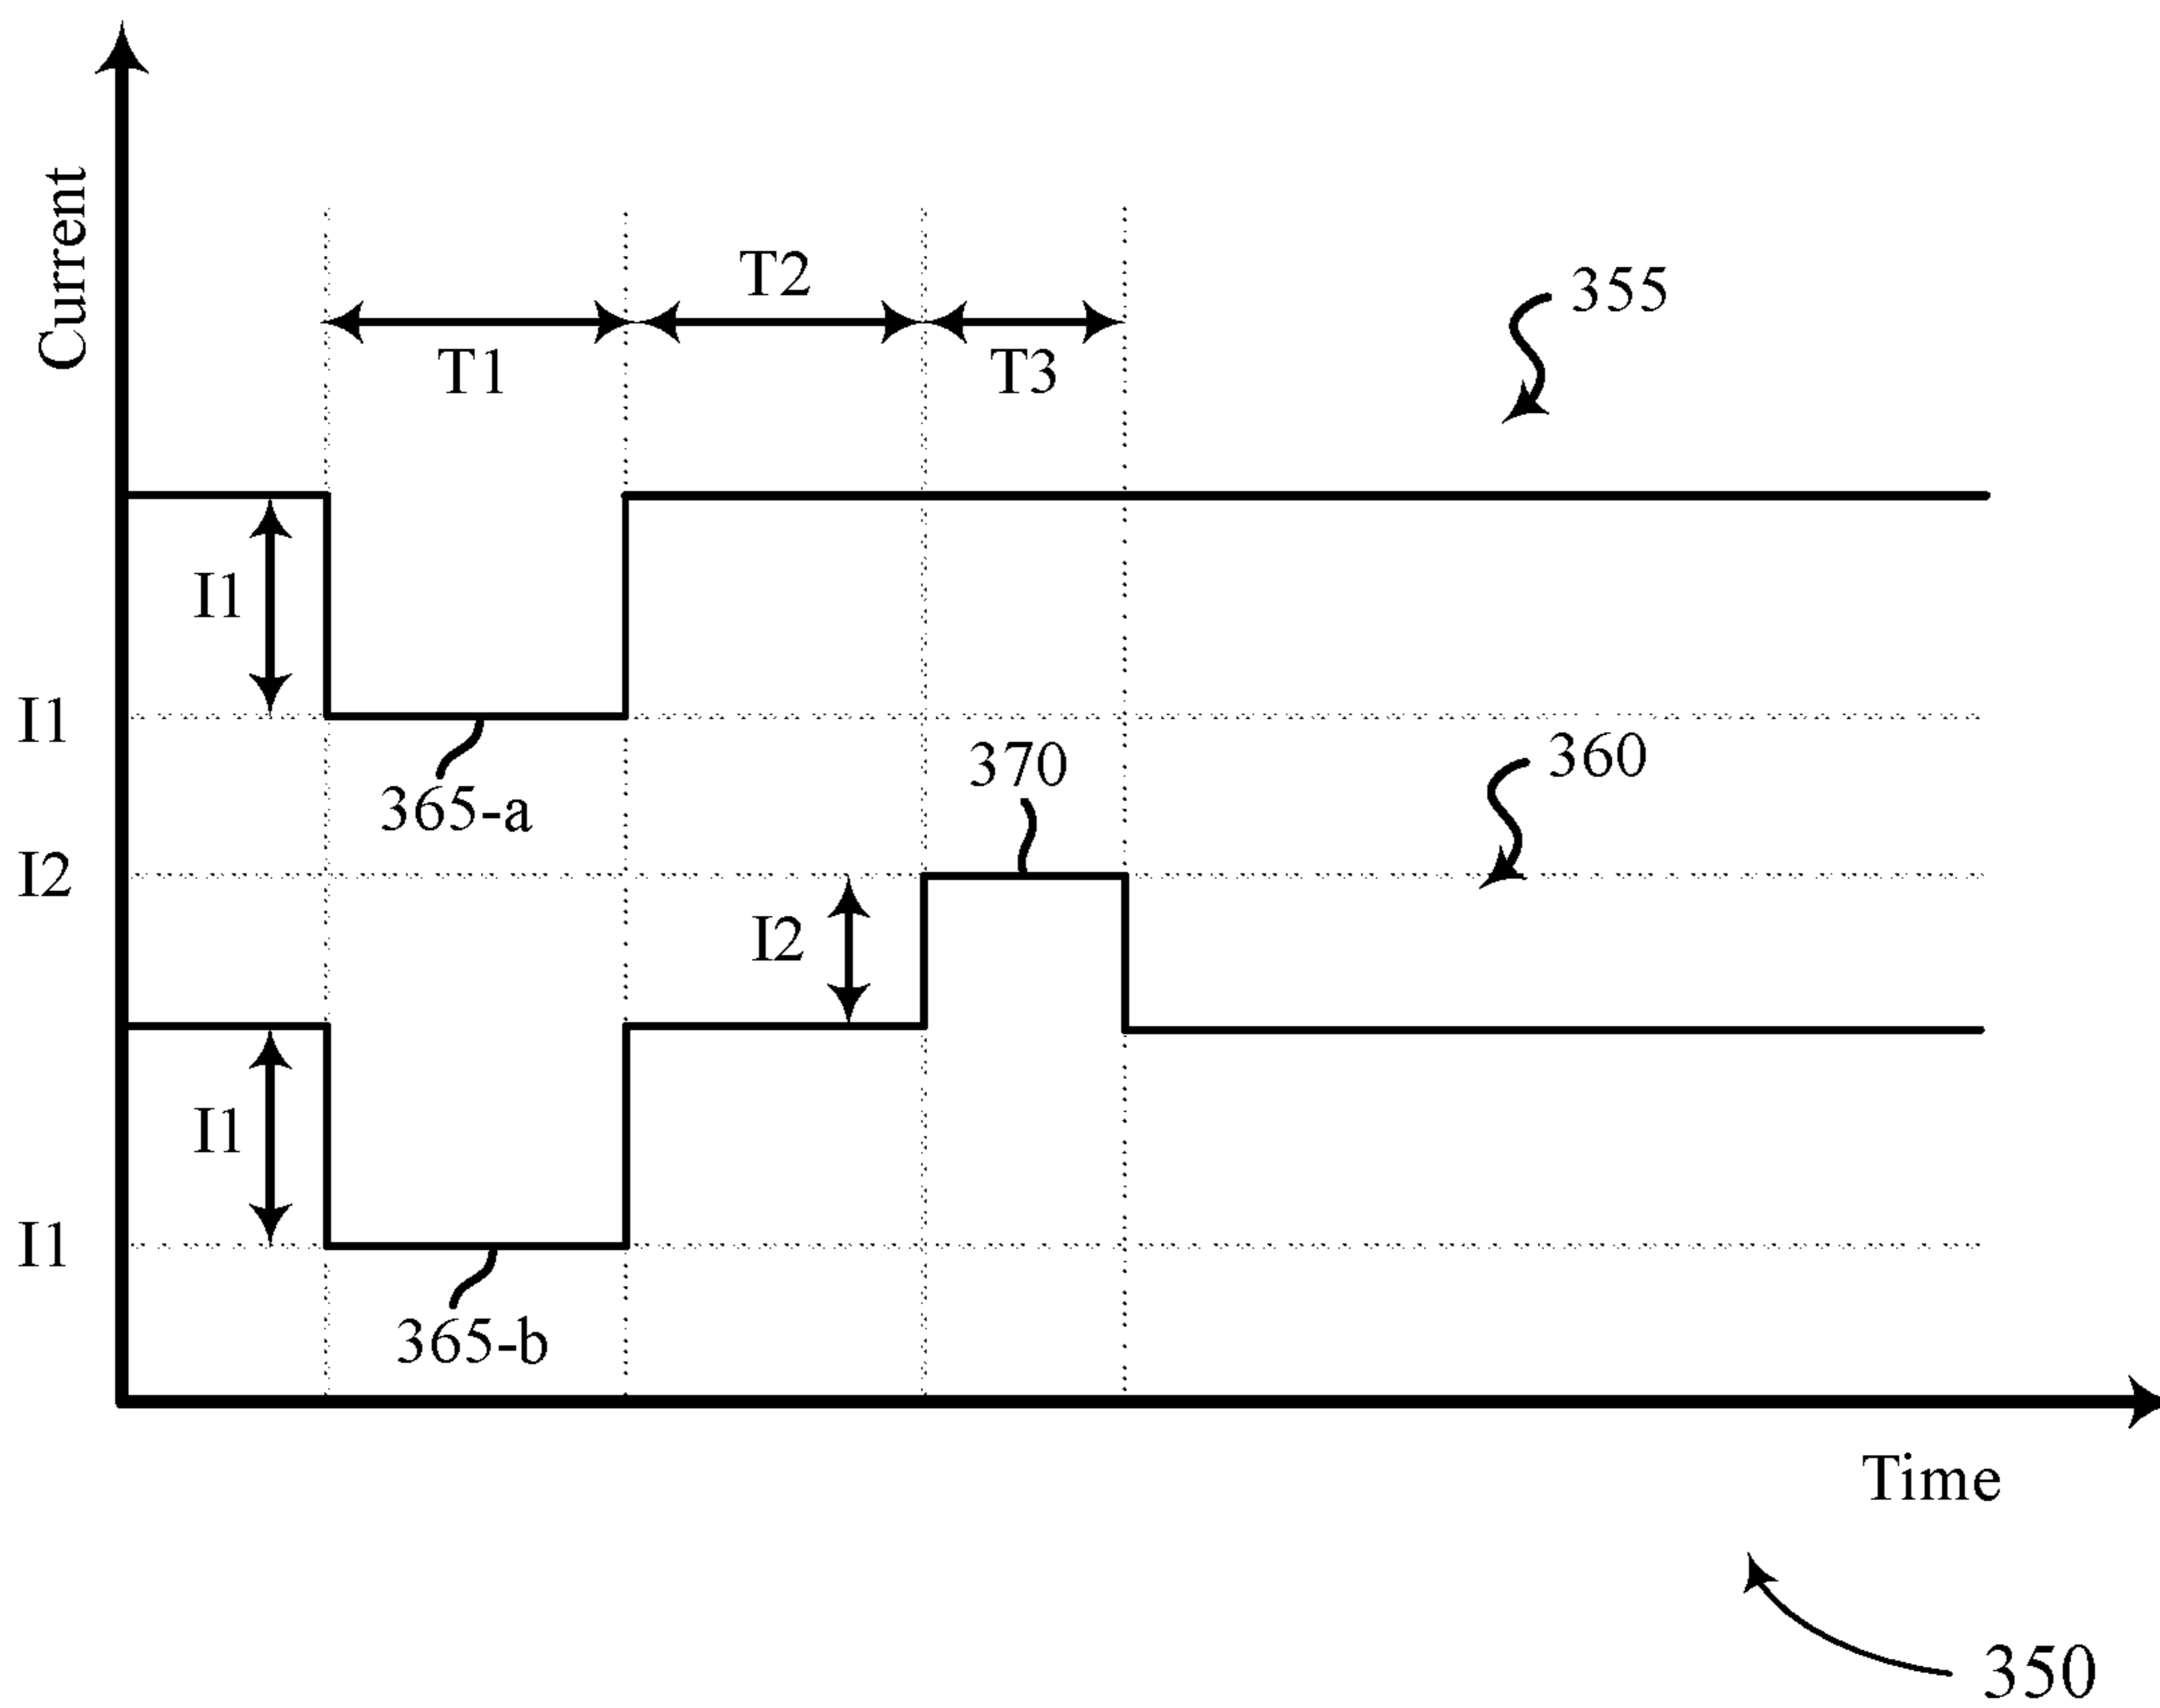 Current
T2
355
T1
T3
I1
I1
370
360
365-a
I2
I2
I1
I1
365-b
Time
350